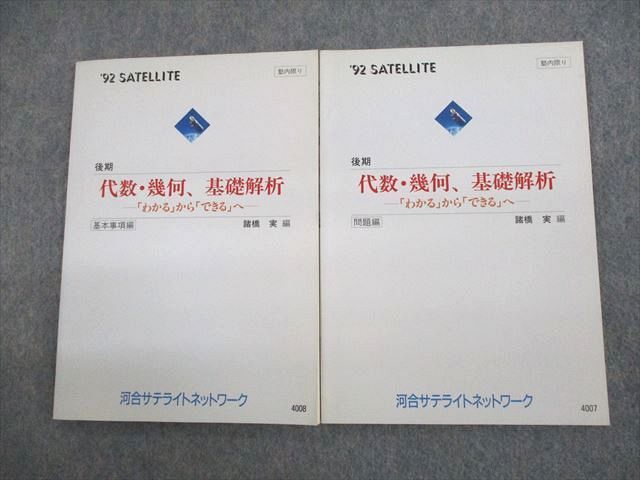 '92 SATELLITE
塾内限り
後期
代数・幾何、基礎解析
「わかる」から「できる」へ
基本事項編
諸橋 実 編
河合サテライトネットワーク
4008
'92 SATELLITE
塾内限り
後期
代数・幾何、基礎解析
「わかる」から「できる」へ
問題編
諸橋 実 編
河合サテライトネットワーク
4007